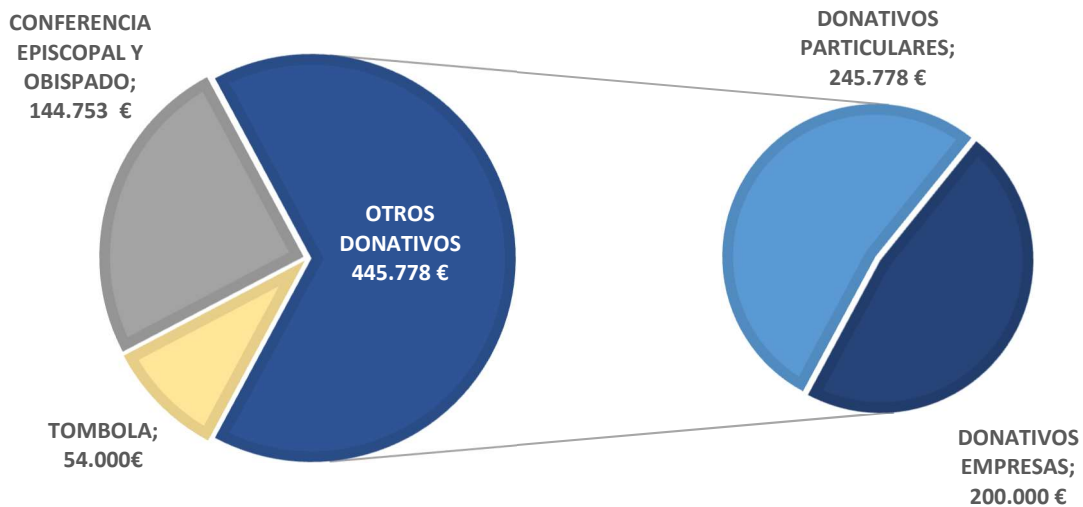 CONFERENCIA
EPISCOPAL Y
OBISPADO;
144.753  €
OTROS
DONATIVOS
445.778 €
TOMBOLA;
54.000€
DONATIVOS
PARTICULARES;
245.778 €
DONATIVOS
EMPRESAS;
200.000 €